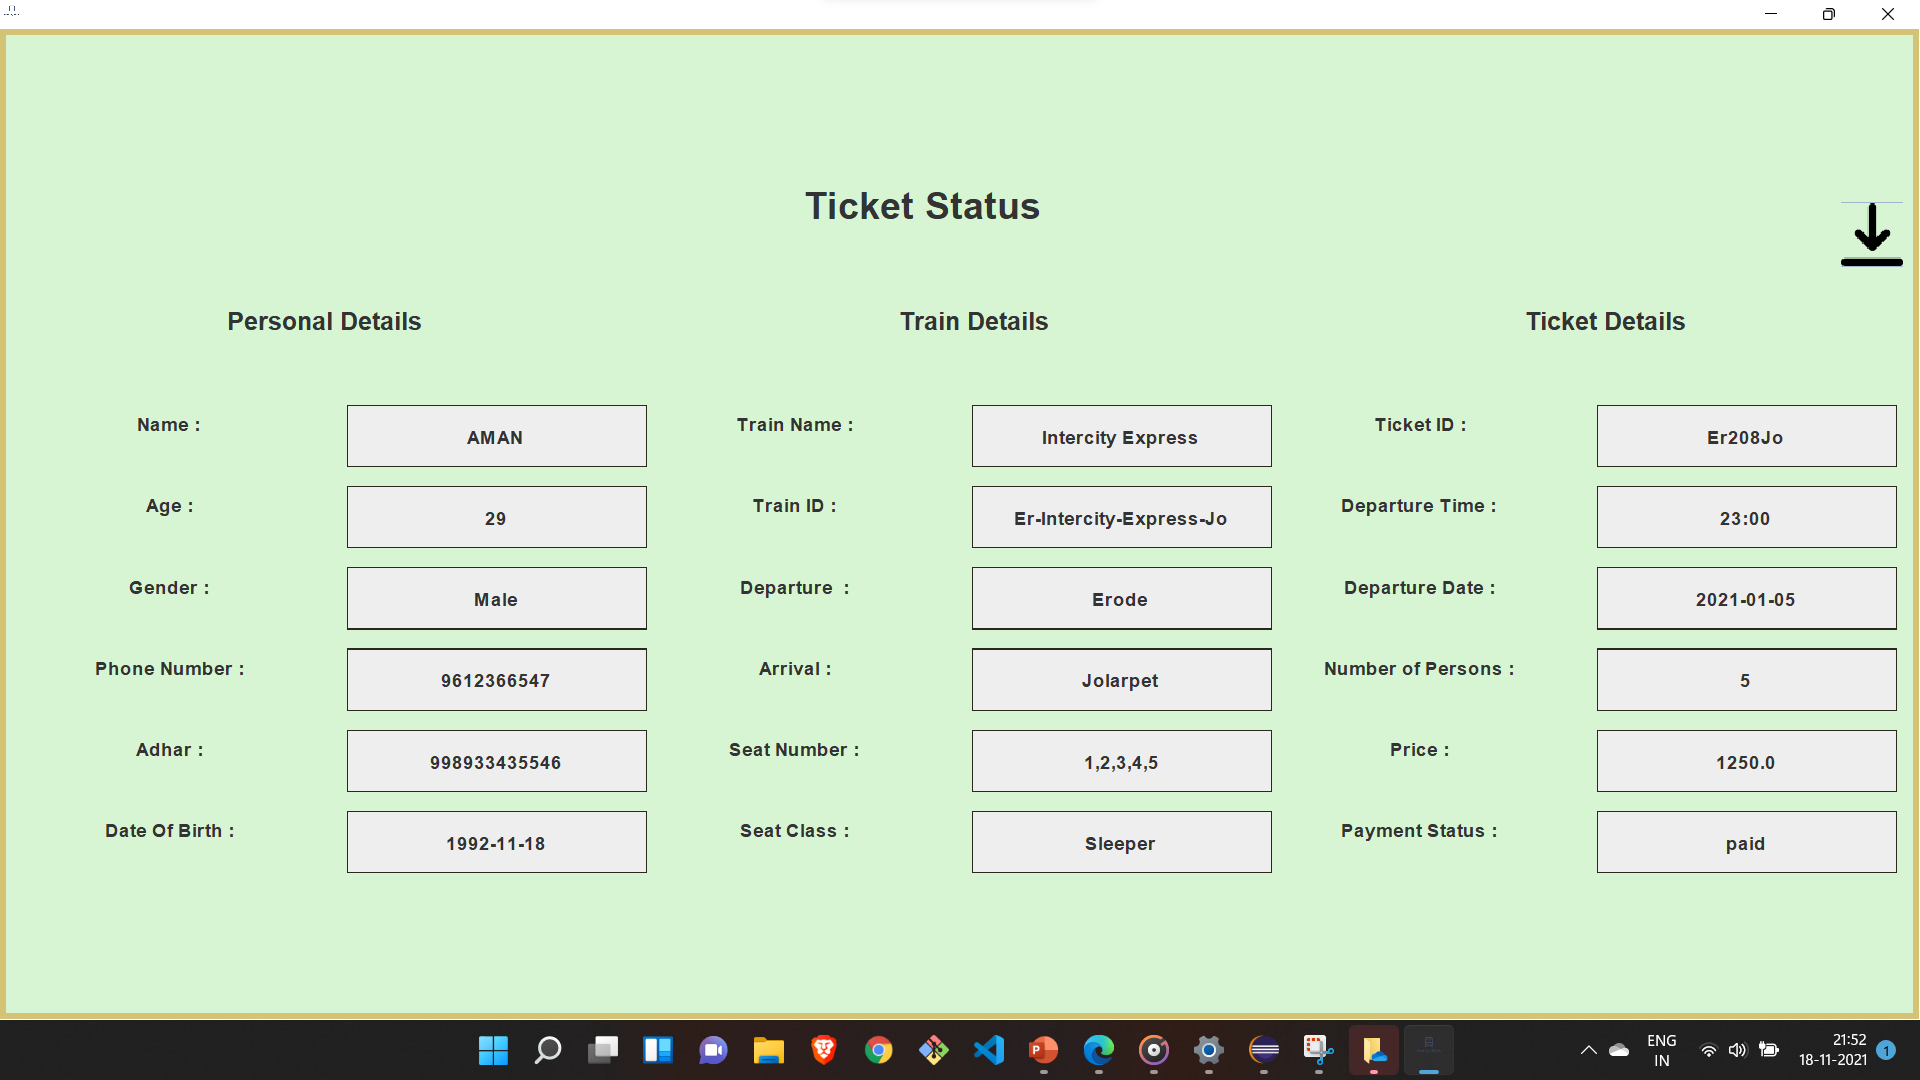 Ticket Status
Personal Details
Train Details
Ticket Details
Name : AMAN
Train Name : Intercity Express
Ticket ID : Er208Jo
Age : 29
Train ID : Er-Intercity-Express-Jo
Departure Time : 23:00
Gender : Male
Departure : Erode
Departure Date : 2021-01-05
Phone Number : 9612366547
Arrival : Jolarpet
Number of Persons : 5
Adhar : 998933435546
Seat Number : 1,2,3,4,5
Price : 1250.0
Date Of Birth : 1992-11-18
Seat Class : Sleeper
Payment Status : paid
ENG
IN
21:52
18-11-2021
1